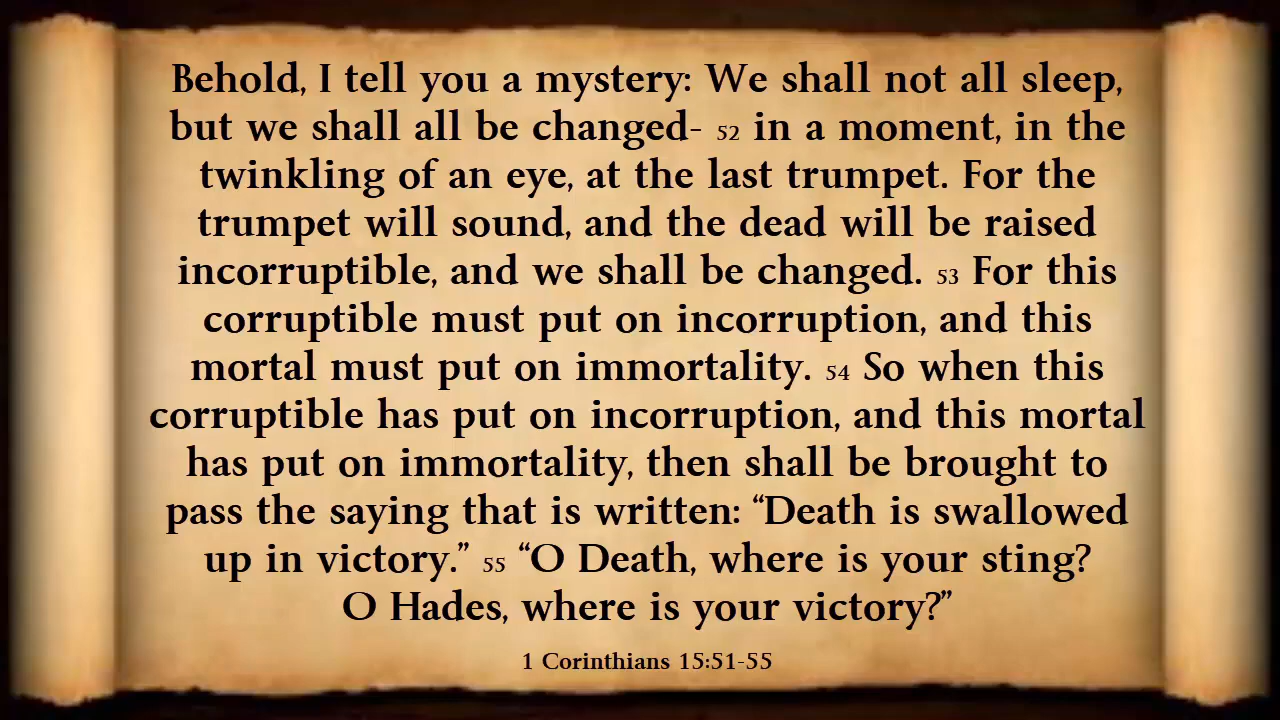 Behold, I tell you a mystery: We shall not all sleep,
but we shall all be changed- 52 in a moment, in the
twinkling of an eye, at the last trumpet. For the
trumpet will sound, and the dead will be raised
incorruptible, and we shall be changed. 53 For this
corruptible must put on incorruption, and this
mortal must put on immortality. 54 So when this
corruptible has put on incorruption, and this mortal
has put on immortality, then shall be brought to
pass the saying that is written: “Death is swallowed
up in victory.” 55 “O Death, where is your sting?
O Hades, where is your victory?”
1 Corinthians 15:51-55